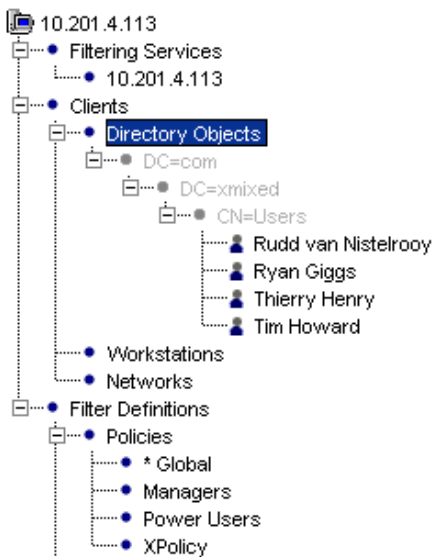 10.201.4.113
Filtering Services
10.201.4.113
Clients
Directory Objects
DC=com
DC=xmixed
CN=Users
Rudd van Nistelrooy
Ryan Giggs
Thierry Henry
Tim Howard
Workstations
Networks
Filter Definitions
Policies
* Global
Managers
Power Users
XPolicy